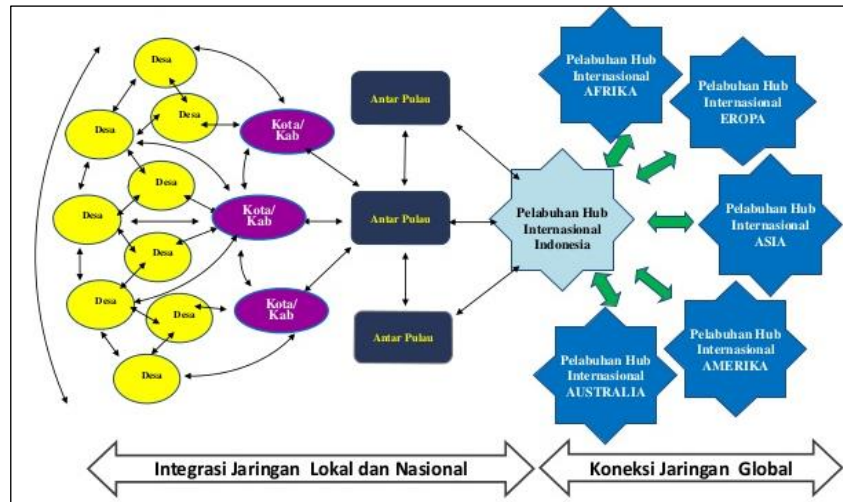 Desa
Desa
Desa
Desa
Desa
Desa
Desa
Desa
Desa
Kota/
Kab
Kota/
Kab
Kota/
Kab
Antar Pulau
Antar Pulau
Antar Pulau
Pelabuhan Hub
Internasional
Indonesia
Pelabuhan Hub
Internasional
AFRIKA
Pelabuhan Hub
Internasional
EROPA
Pelabuhan Hub
Internasional
ASIA
Pelabuhan Hub
Internasional
AMERIKA
Pelabuhan Hub
Internasional
AUSTRALIA
Integrasi Jaringan Lokal dan Nasional
Koneksi Jaringan Global